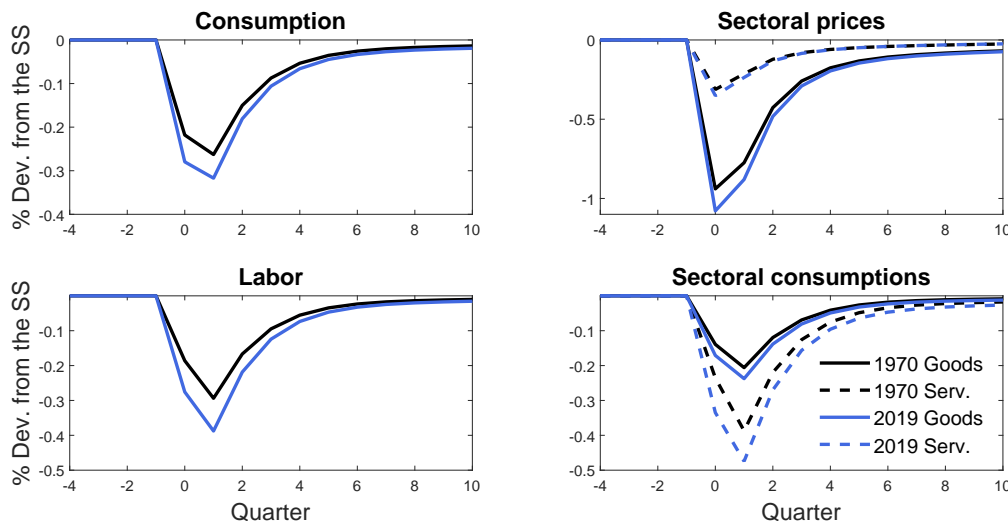 Consumption
% Dev. from the SS
0
-0.1
-0.2
-0.3
-0.4
-4 -2 0 2 4 6 8 10
Sectoral prices
0
-0.5
-1
-4 -2 0 2 4 6 8 10
Labor
% Dev. from the SS
-0.1
-0.2
-0.3
-0.4
-0.5
-4 -2 0 2 4 6 8 10
Quarter
Sectoral consumptions
-0.1
-0.2
-0.3
-0.4
-0.5
1970 Goods
1970 Serv.
2019 Goods
2019 Serv.
-4 -2 0 2 4 6 8 10
Quarter